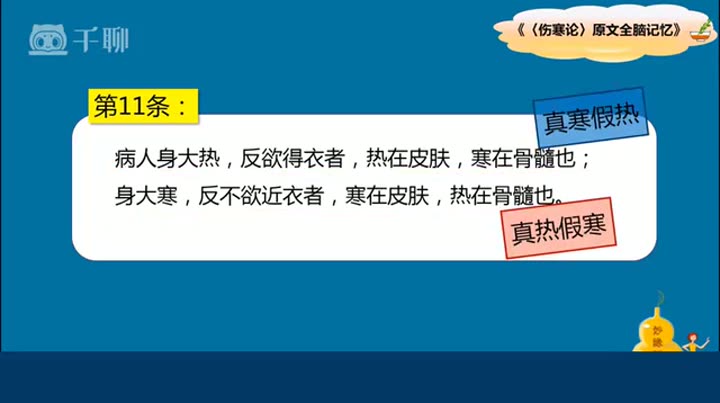 千聊
《〈伤寒论〉原文全脑记忆》
第11条：
真寒假热
病人身大热，反欲得衣者，热在皮肤，寒在骨髓也；
身大寒，反不欲近衣者，寒在皮肤，热在骨髓也。
真热假寒